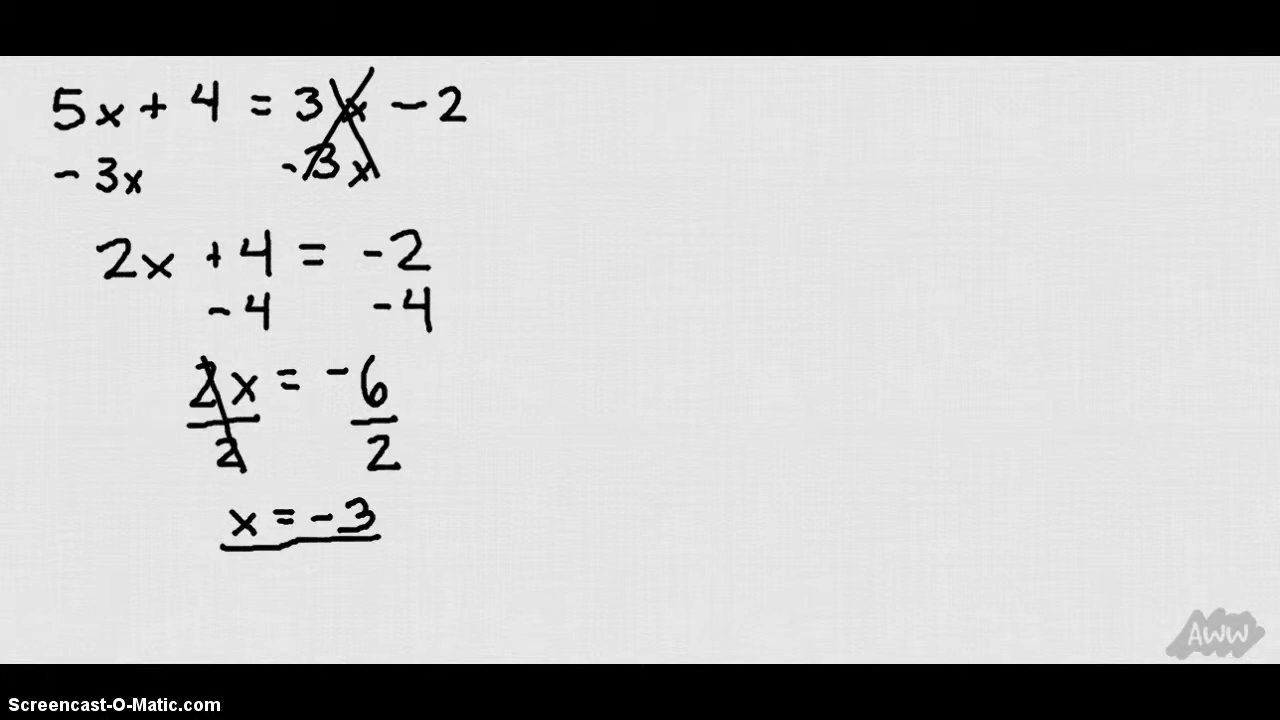 5x + 4 = 3x - 2
- 3x - 3x
2x + 4 = - 2
- 4 - 4
2x = - 6
2 2
x = - 3
AWW
Screencast-O-Matic.com